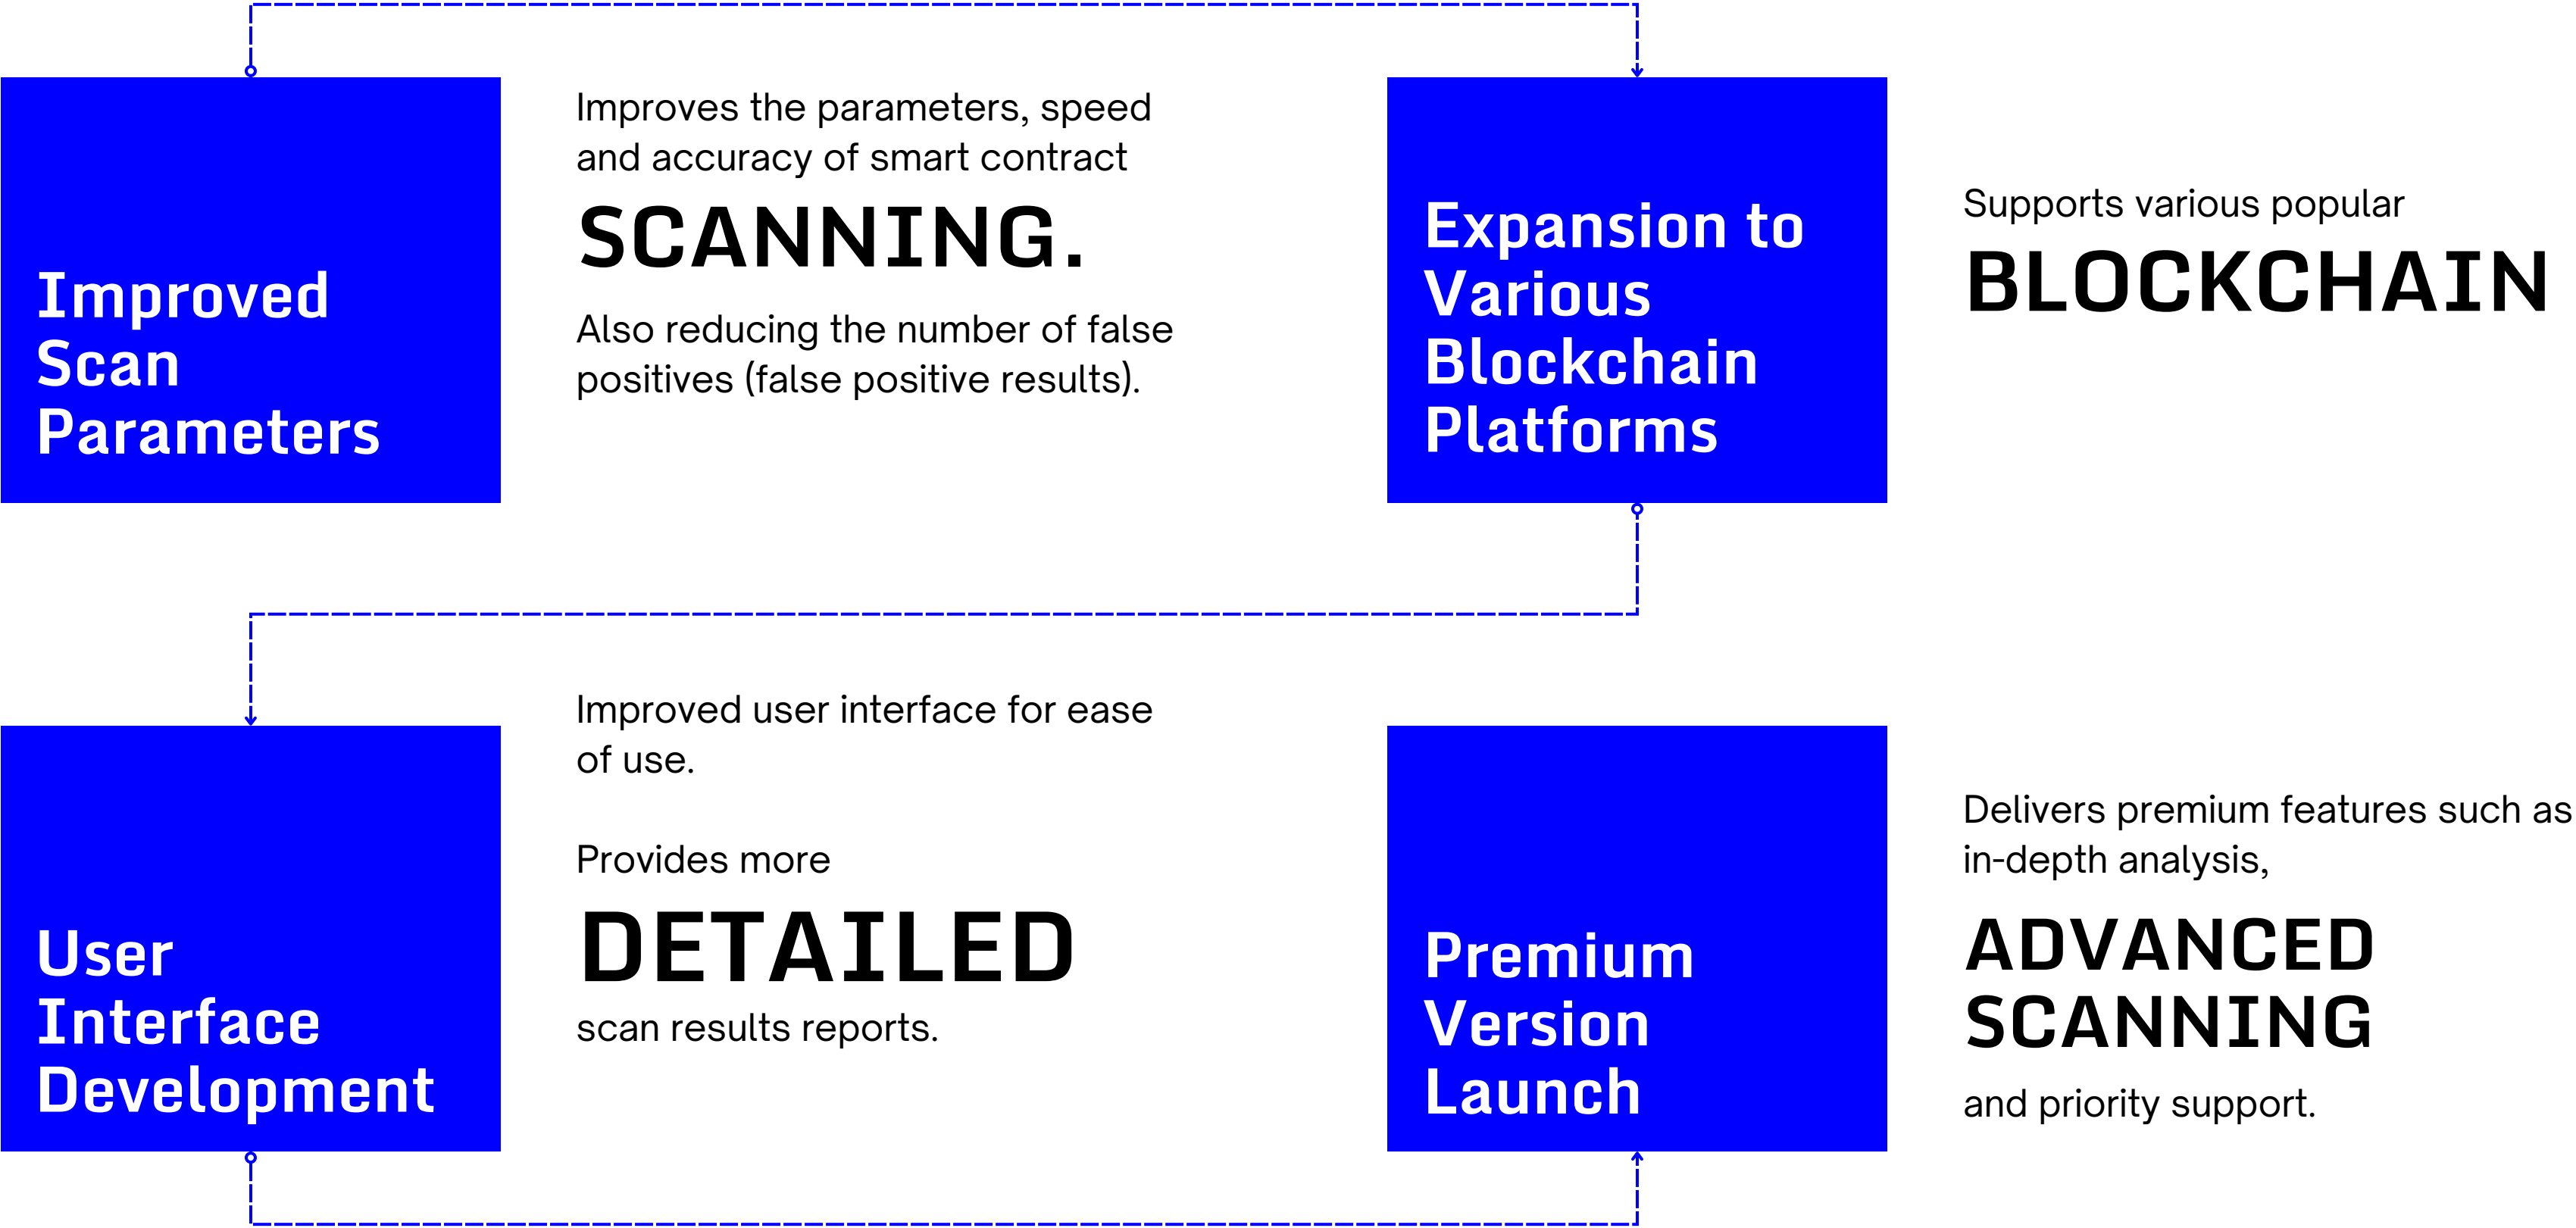 Improved
Scan
Parameters
Improves the parameters, speed
and accuracy of smart contract
SCANNING.
Also reducing the number of false
positives (false positive results).
Expansion to
Various
Blockchain
Platforms
Supports various popular
BLOCKCHAIN
User
Interface
Development
Improved user interface for ease
of use.
Provides more
DETAILED
scan results reports.
Premium
Version
Launch
Delivers premium features such as
in-depth analysis,
ADVANCED
SCANNING
and priority support.